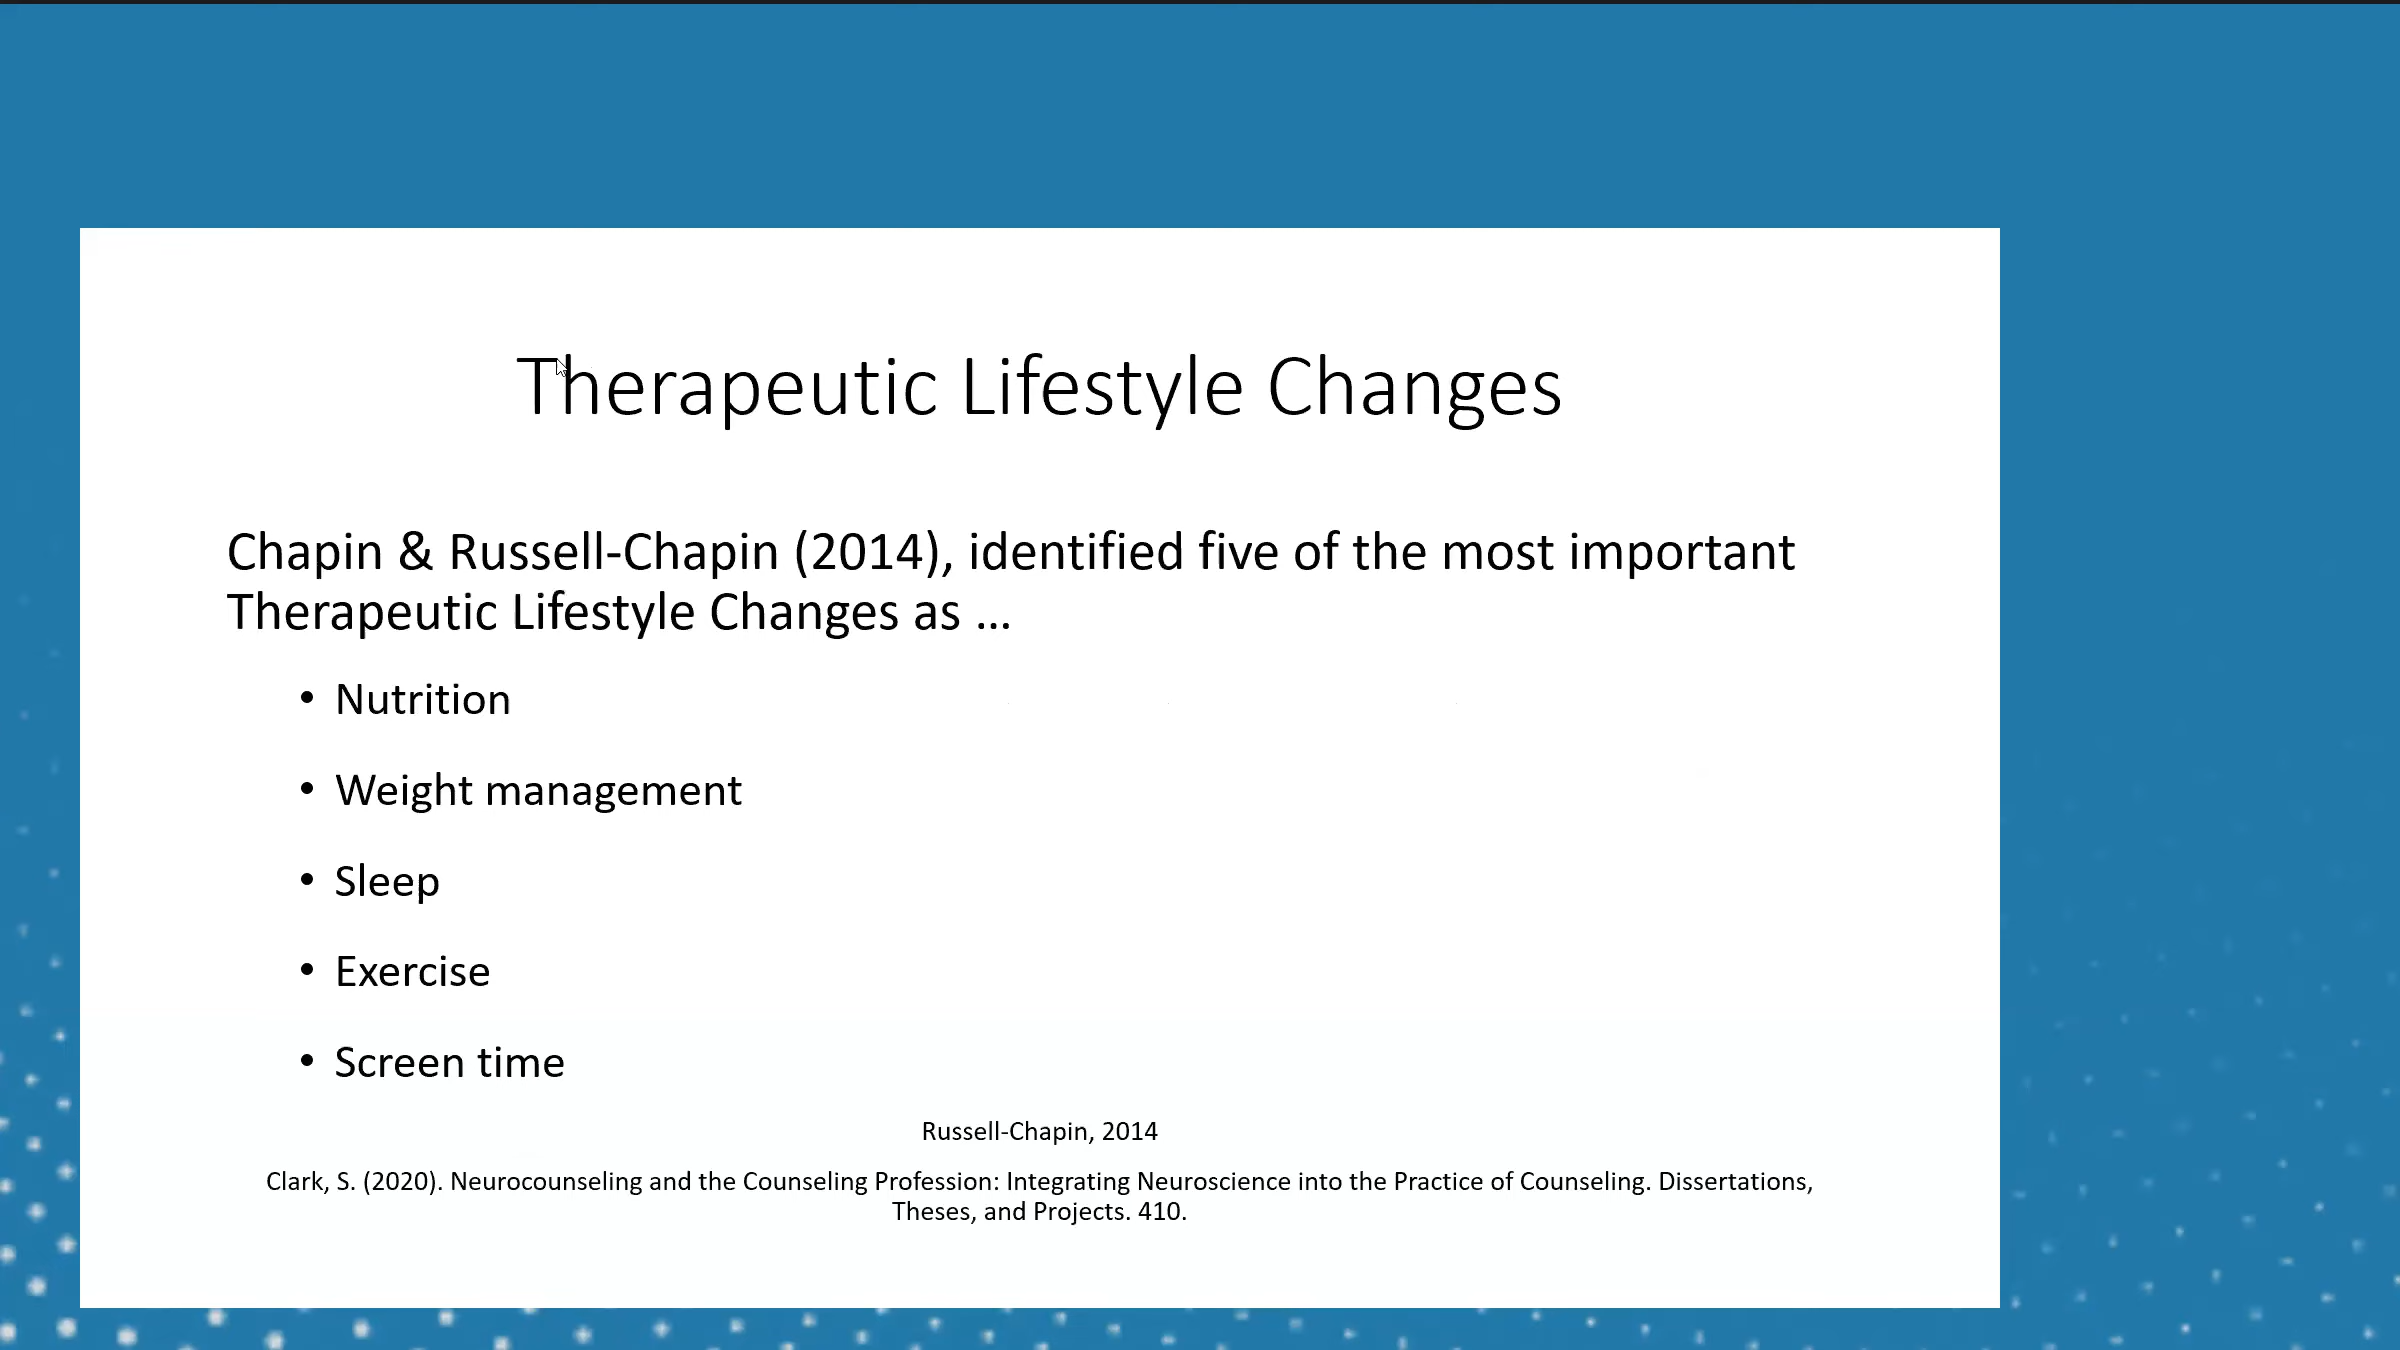 Therapeutic Lifestyle Changes
Chapin & Russell-Chapin (2014), identified five of the most important
Therapeutic Lifestyle Changes as ...
• Nutrition
• Weight management
• Sleep
• Exercise
• Screen time
Russell-Chapin, 2014
Clark, S. (2020). Neurocounseling and the Counseling Profession: Integrating Neuroscience into the Practice of Counseling. Dissertations,
Theses, and Projects. 410.